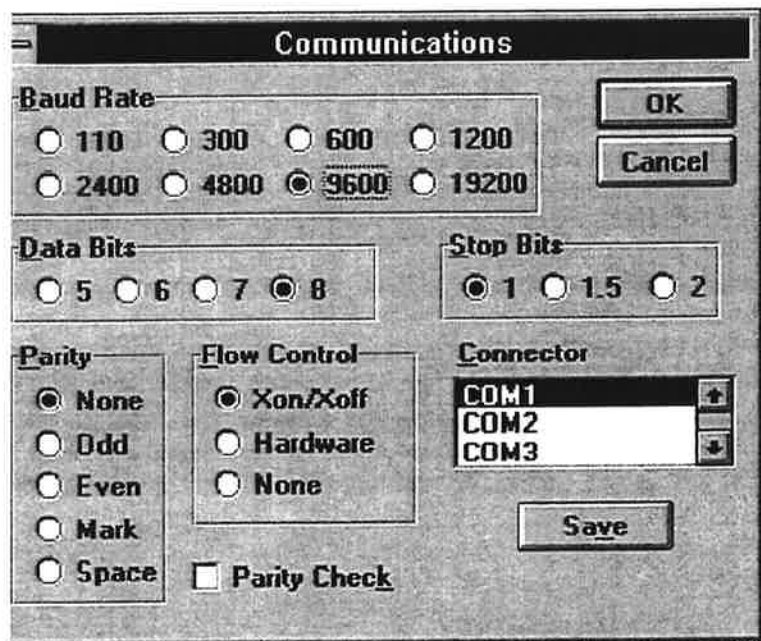 Communications
Baud Rate
110 300 600 1200
2400 4800 9600 19200
OK
Cancel
Data Bits
5 6 7 8
Stop Bits
1 1.5 2
Parity
None
Odd
Even
Mark
Space
Flow Control
Xon/Xoff
Hardware
None
Connector
COM1
COM2
COM3
Save
Parity Check